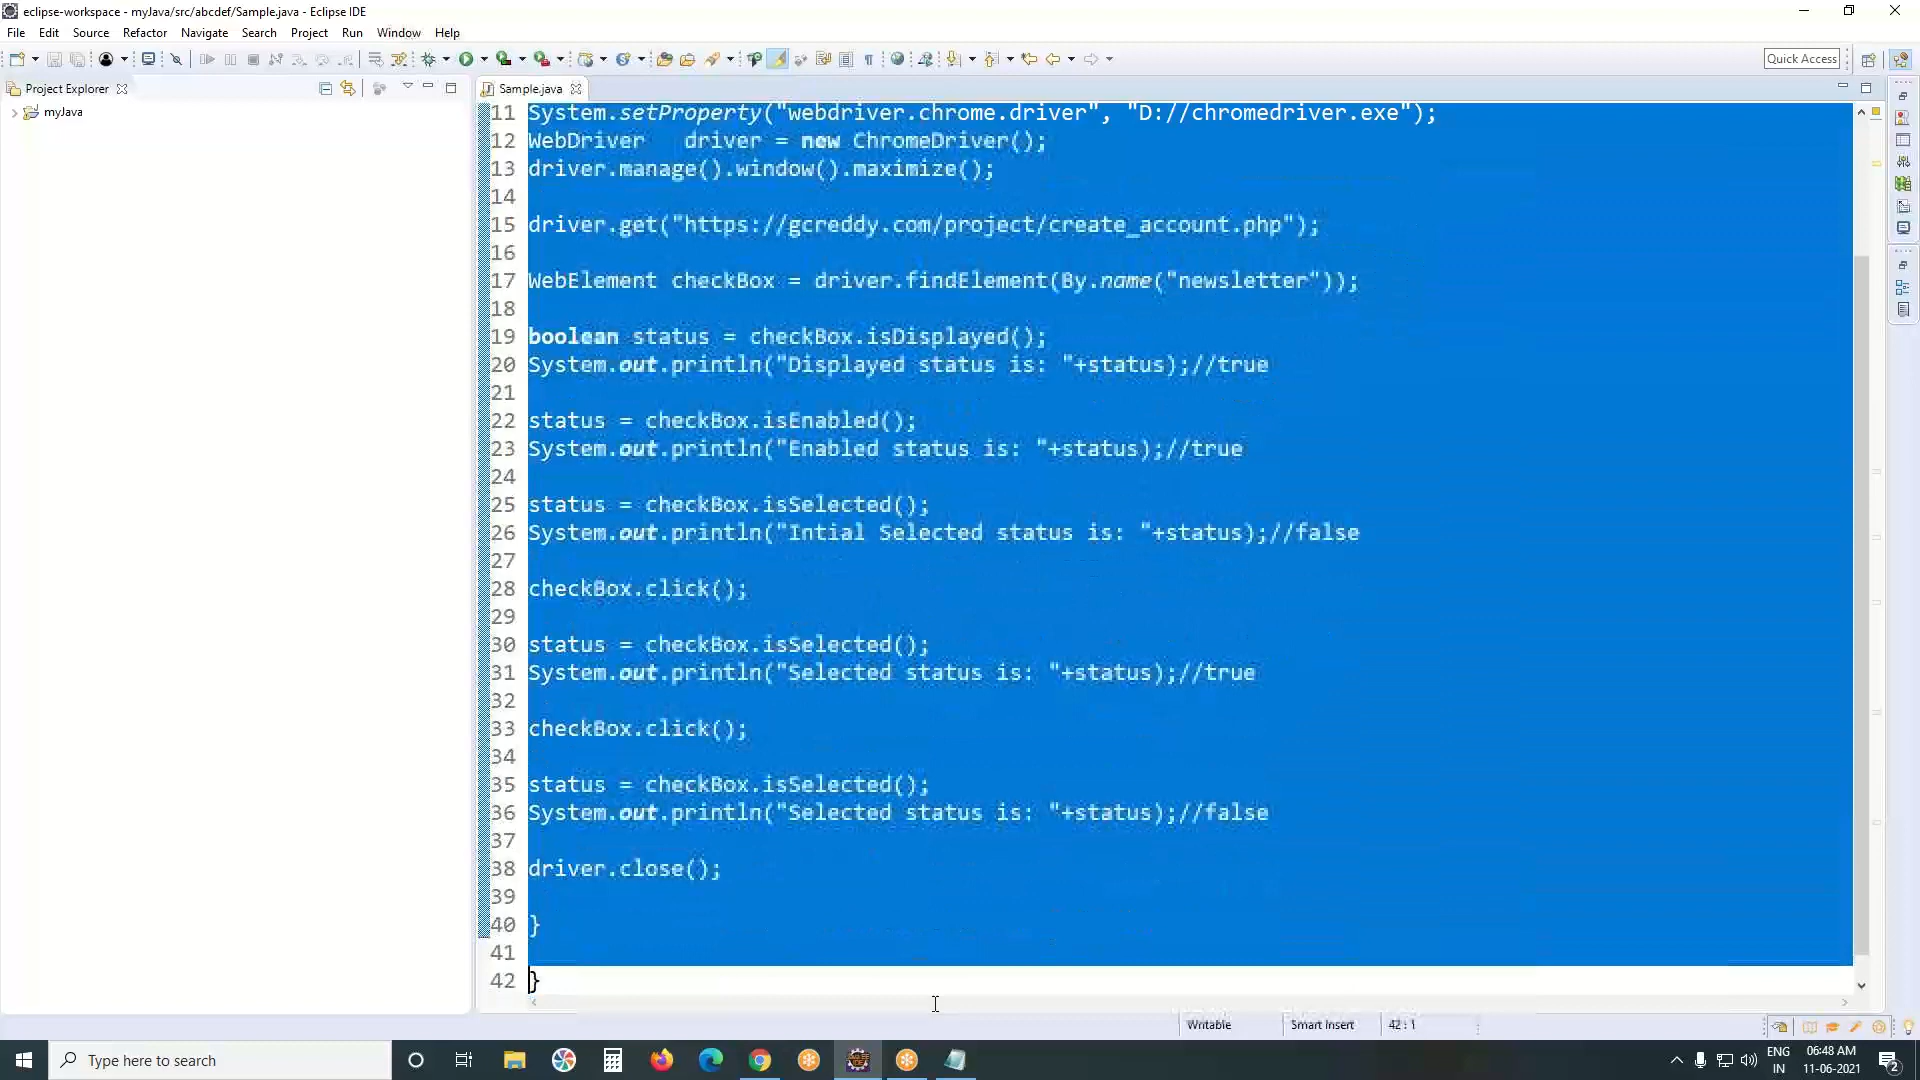 eclipse-workspace - myJava/src/abcdef/Sample.java - Eclipse IDE
File Edit Source Refactor Navigate Search Project Run Window Help
Quick Access
Project Explorer
Sample.java
myJava
11 System.setProperty("webdriver.chrome.driver", "D://chromedriver.exe");
12 WebDriver   driver = new ChromeDriver();
13 driver.manage().window().maximize();
14
15 driver.get("https://gcreddy.com/project/create_account.php");
16
17 WebElement checkBox = driver.findElement(By.name("newsletter"));
18
19 boolean status = checkBox.isDisplayed();
20 System.out.println("Displayed status is: "+status);//true
21
22 status = checkBox.isEnabled();
23 System.out.println("Enabled status is: "+status);//true
24
25 status = checkBox.isSelected();
26 System.out.println("Intial Selected status is: "+status);//false
27
28 checkBox.click();
29
30 status = checkBox.isSelected();
31 System.out.println("Selected status is: "+status);//true
32
33 checkBox.click();
34
35 status = checkBox.isSelected();
36 System.out.println("Selected status is: "+status);//false
37
38 driver.close();
39
40 }
41
42 }
Writable Smart Insert 42 : 1
Type here to search
ENG
IN
06:48 AM
11-06-2021
2